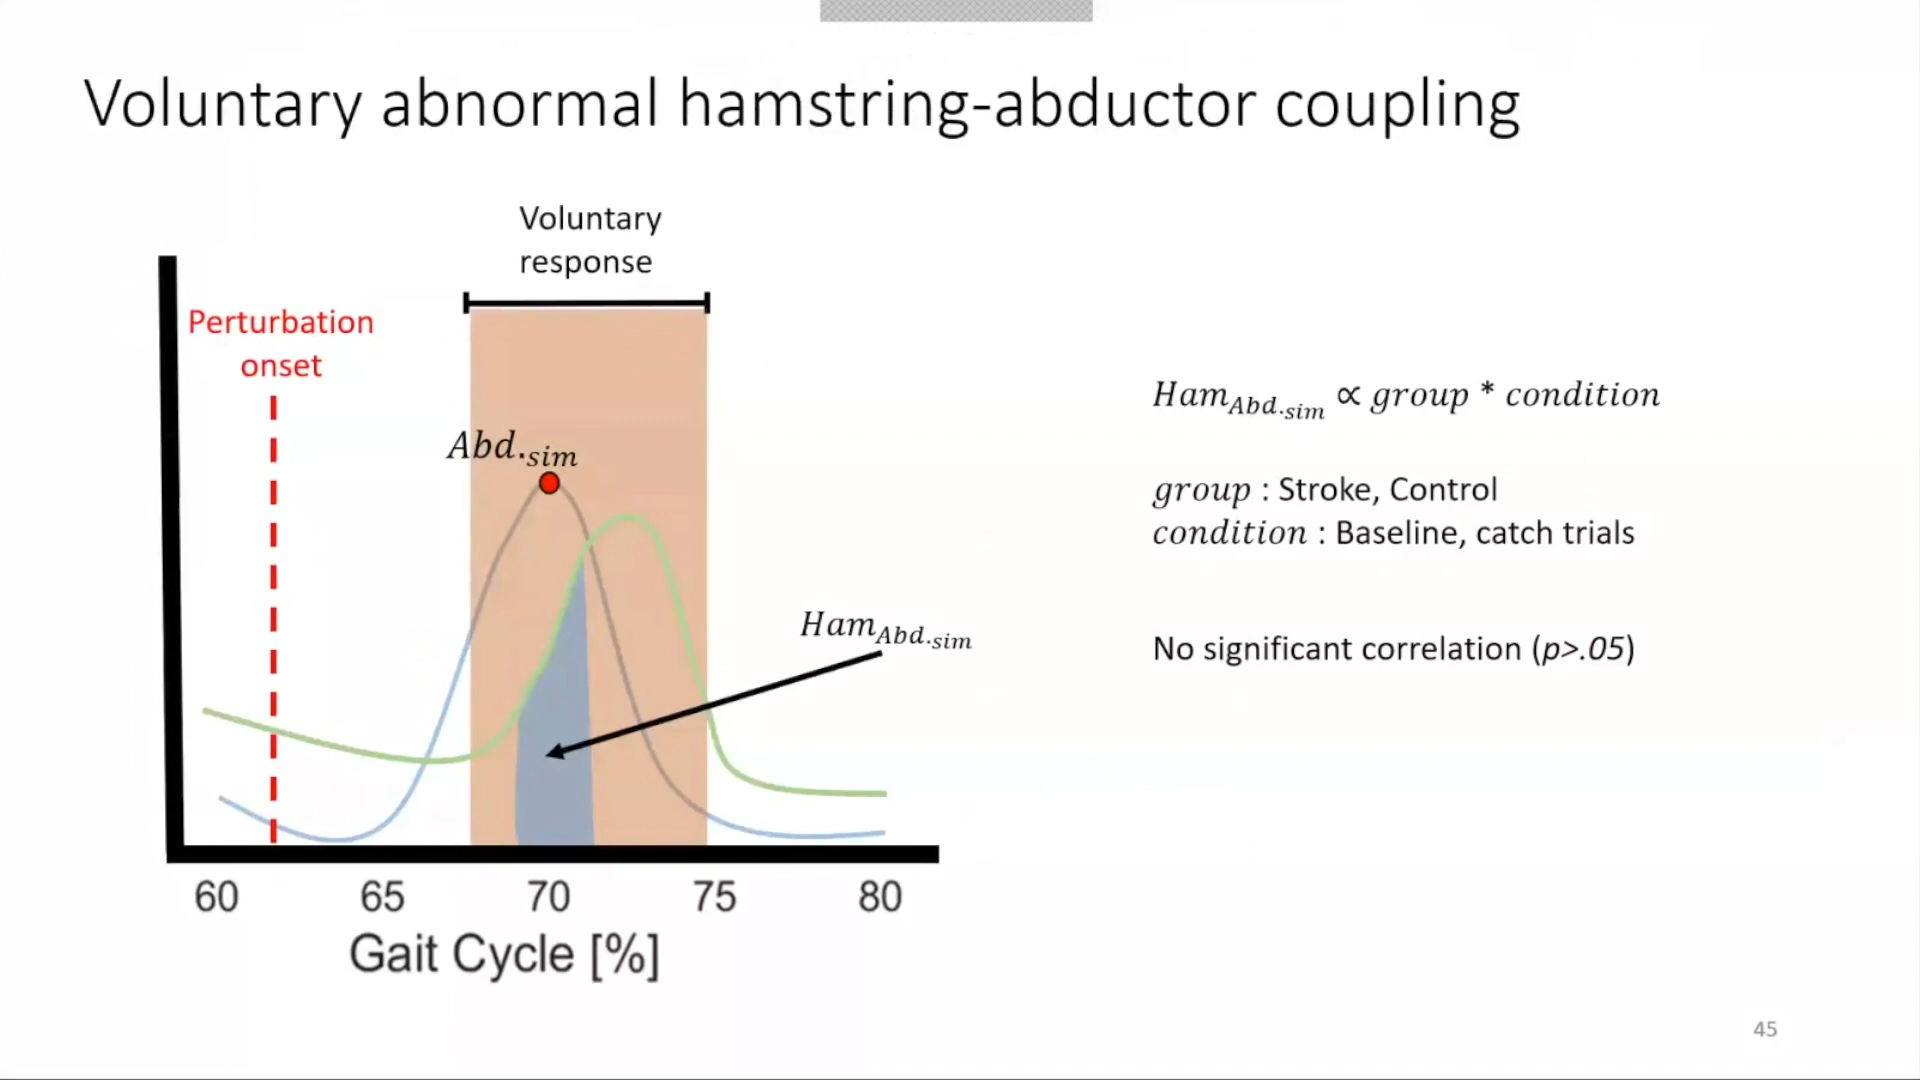 Voluntary abnormal hamstring-abductor coupling
Voluntary
response
Perturbation
onset
Abd.sim
HamAbd.sim
60 65 70 75 80
Gait Cycle [%]
HamAbd.sim ∝ group * condition
group : Stroke, Control
condition : Baseline, catch trials
No significant correlation (p>.05)
45